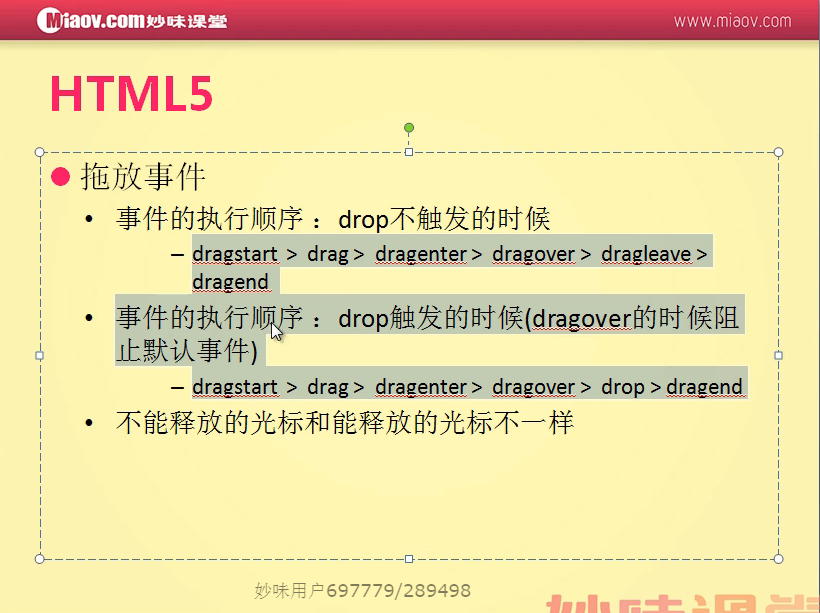 Miaov.com妙味课堂
www.miaov.com
HTML5
拖放事件
• 事件的执行顺序 ：drop不触发的时候
– dragstart > drag > dragenter > dragover > dragleave >
dragend
• 事件的执行顺序 ：drop触发的时候(dragover的时候阻
止默认事件)
– dragstart > drag > dragenter > dragover > drop > dragend
• 不能释放的光标和能释放的光标不一样
妙味用户697779/289498
妙味课堂